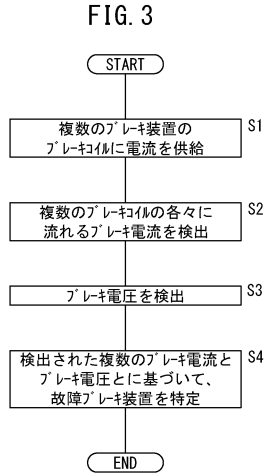 FIG. 3
START
複数のﾌﾞﾚｰｷ装置の
ﾌﾞﾚｰｷｺｲﾙに電流を供給
S1
複数のﾌﾞﾚｰｷｺｲﾙの各々に
流れるﾌﾞﾚｰｷ電流を検出
S2
ﾌﾞﾚｰｷ電圧を検出
S3
検出された複数のﾌﾞﾚｰｷ電流と
ﾌﾞﾚｰｷ電圧とに基づいて、
故障ﾌﾞﾚｰｷ装置を特定
S4
END